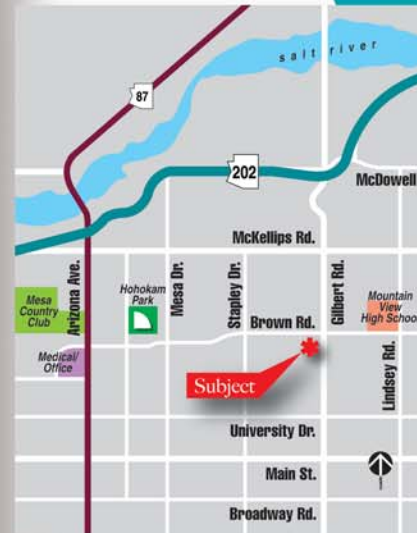 salt river
87
202
McDowell
McKellips Rd.
Arizona Ave.
Hohokam
Park
Mesa Dr.
Stapley Dr.
Gilbert Rd.
Mesa
Country
Club
Mountain
View
High School
Brown Rd.
Medical/
Office
Lindsey Rd.
Subject
University Dr.
Main St.
Broadway Rd.